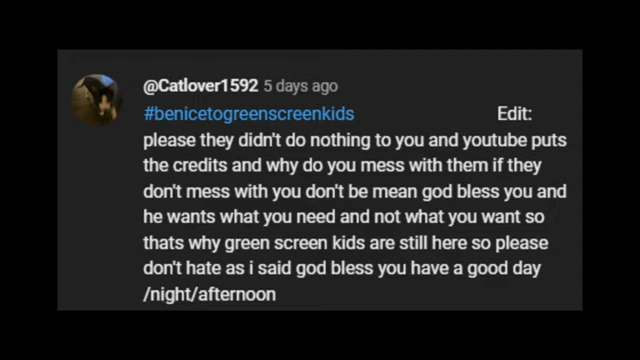 @Catlover1592 5 days ago
#benicetogreenscreenkids Edit:
please they didn't do nothing to you and youtube puts
the credits and why do you mess with them if they
don't mess with you don't be mean god bless you and
he wants what you need and not what you want so
thats why green screen kids are still here so please
don't hate as i said god bless you have a good day
/night/afternoon